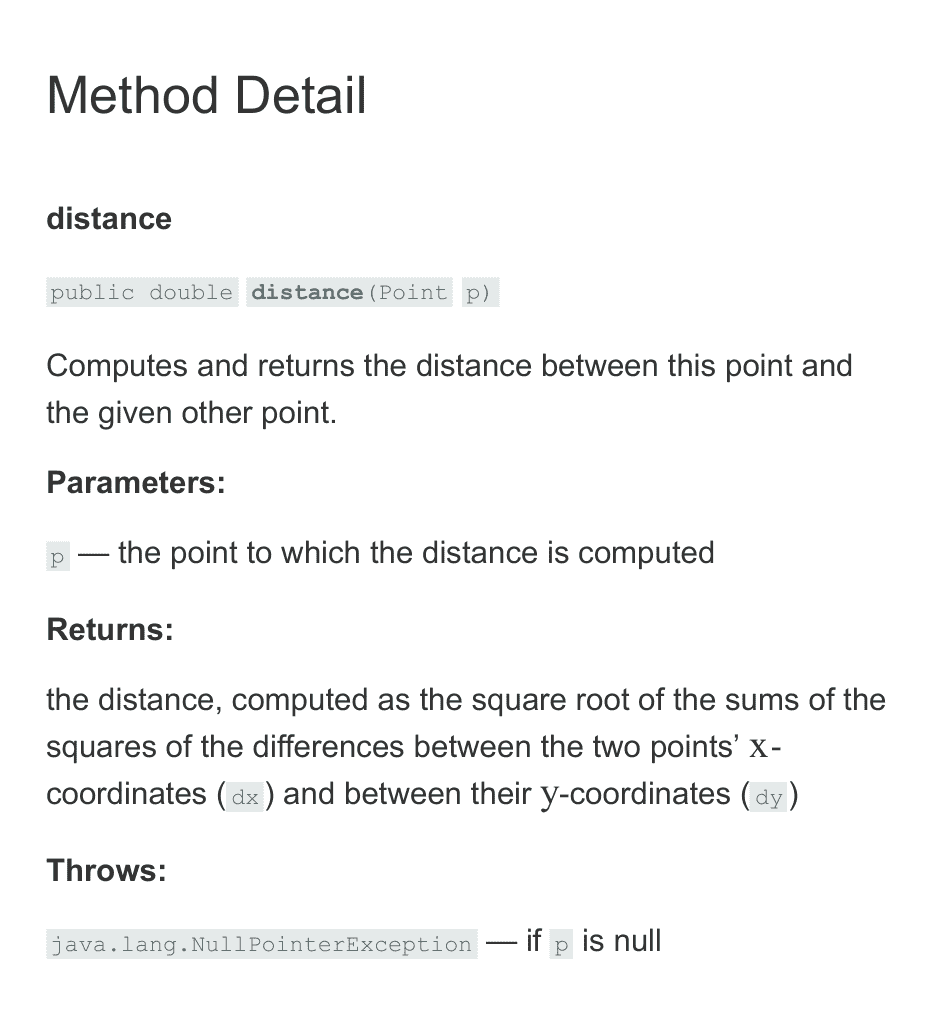 Method Detail
distance
public double distance(Point p)
Computes and returns the distance between this point and
the given other point.
Parameters:
p — the point to which the distance is computed
Returns:
the distance, computed as the square root of the sums of the
squares of the differences between the two points’ x-
coordinates (dx) and between their y-coordinates (dy)
Throws:
java.lang.NullPointerException — if p is null